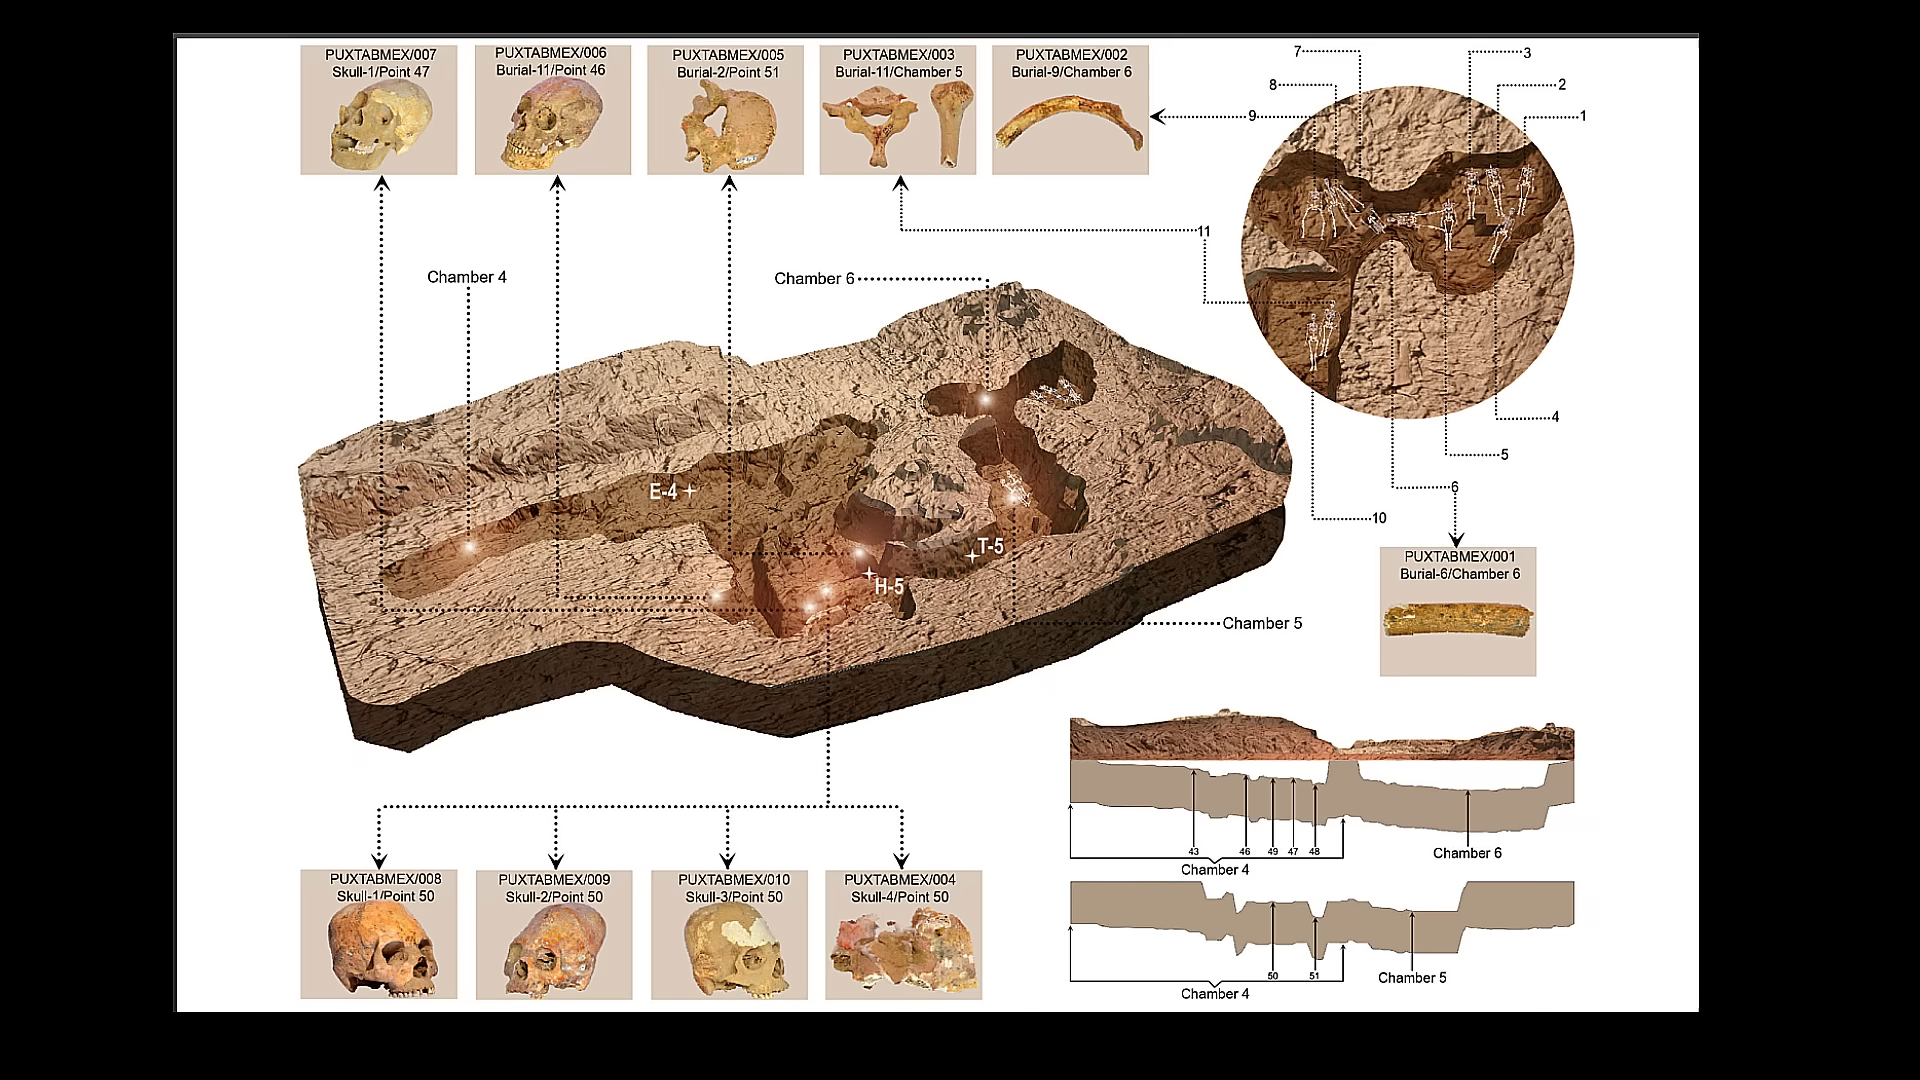 PUXTABMEX/007
Skull-1/Point 47
PUXTABMEX/006
Burial-11/Point 46
PUXTABMEX/005
Burial-2/Point 51
PUXTABMEX/003
Burial-11/Chamber 5
PUXTABMEX/002
Burial-9/Chamber 6
7
3
8
2
9
1
11
Chamber 4
Chamber 6
4
5
6
10
E-4
T-5
H-5
PUXTABMEX/001
Burial-6/Chamber 6
Chamber 5
43
46
49
47
48
Chamber 6
Chamber 4
PUXTABMEX/008
Skull-1/Point 50
PUXTABMEX/009
Skull-2/Point 50
PUXTABMEX/010
Skull-3/Point 50
PUXTABMEX/004
Skull-4/Point 50
50
51
Chamber 5
Chamber 4